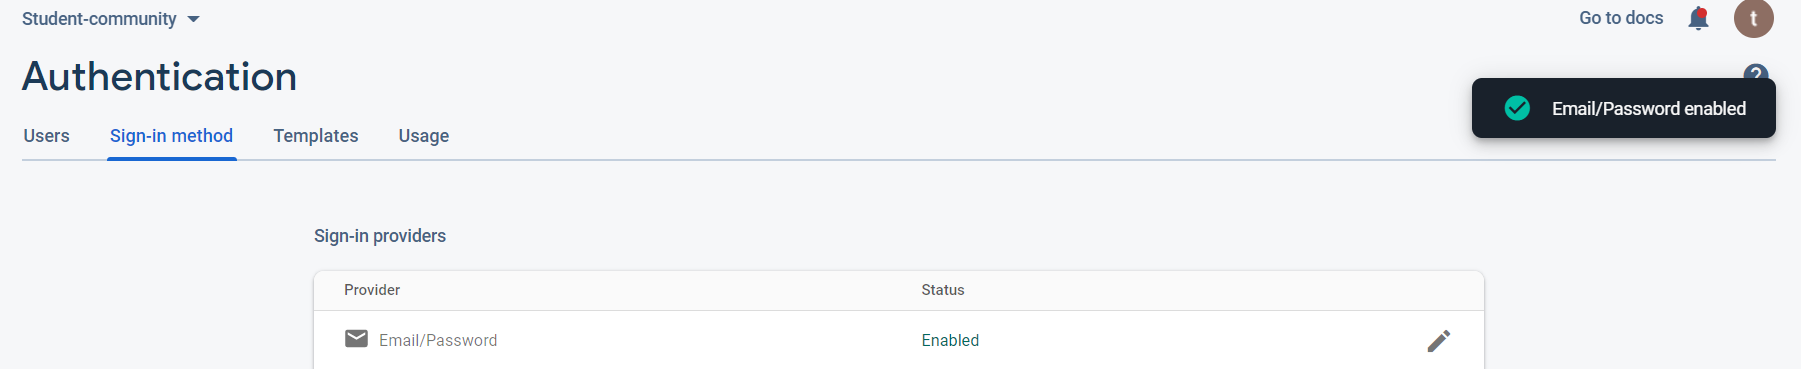 Student-community
Go to docs
t
Authentication
?
Email/Password enabled
Users
Sign-in method
Templates
Usage
Sign-in providers
Provider
Status
Email/Password
Enabled